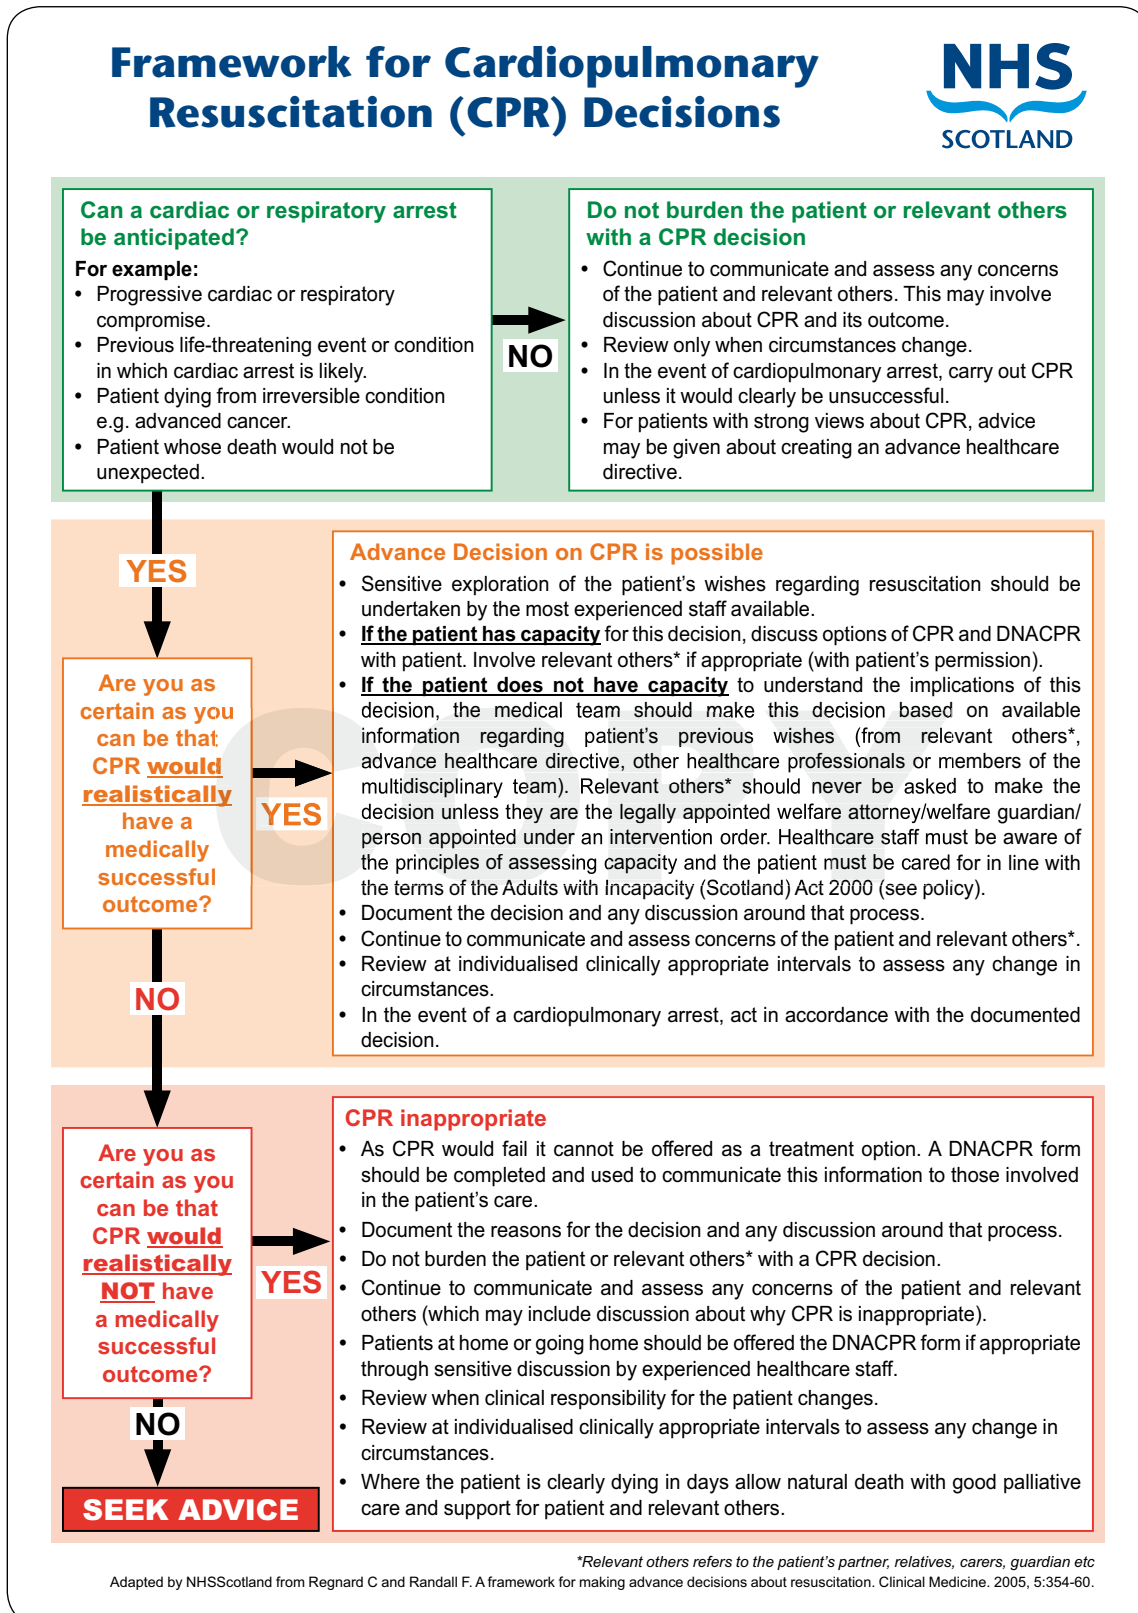 Framework for Cardiopulmonary
Resuscitation (CPR) Decisions
NHS
SCOTLAND
Can a cardiac or respiratory arrest
be anticipated?
For example:
• Progressive cardiac or respiratory
compromise.
• Previous life-threatening event or condition
in which cardiac arrest is likely.
• Patient dying from irreversible condition
e.g. advanced cancer.
• Patient whose death would not be
unexpected.
NO
Do not burden the patient or relevant others
with a CPR decision
• Continue to communicate and assess any concerns
of the patient and relevant others. This may involve
discussion about CPR and its outcome.
• Review only when circumstances change.
• In the event of cardiopulmonary arrest, carry out CPR
unless it would clearly be unsuccessful.
• For patients with strong views about CPR, advice
may be given about creating an advance healthcare
directive.
YES
Are you as
certain as you
can be that
CPR would
realistically
have a
medically
successful
outcome?
YES
Advance Decision on CPR is possible
• Sensitive exploration of the patient's wishes regarding resuscitation should be
undertaken by the most experienced staff available.
• If the patient has capacity for this decision, discuss options of CPR and DNACPR
with patient. Involve relevant others* if appropriate (with patient's permission).
• If the patient does not have capacity to understand the implications of this
decision, the medical team should make this decision based on available
information regarding patient's previous wishes (from relevant others*,
advance healthcare directive, other healthcare professionals or members of the
multidisciplinary team). Relevant others* should never be asked to make the
decision unless they are the legally appointed welfare attorney/welfare guardian/
person appointed under an intervention order. Healthcare staff must be aware of
the principles of assessing capacity and the patient must be cared for in line with
the terms of the Adults with Incapacity (Scotland) Act 2000 (see policy).
• Document the decision and any discussion around that process.
• Continue to communicate and assess concerns of the patient and relevant others*.
• Review at individualised clinically appropriate intervals to assess any change in
circumstances.
• In the event of a cardiopulmonary arrest, act in accordance with the documented
decision.
COPY
NO
Are you as
certain as you
can be that
CPR would
realistically
NOT have
a medically
successful
outcome?
YES
CPR inappropriate
• As CPR would fail it cannot be offered as a treatment option. A DNACPR form
should be completed and used to communicate this information to those involved
in the patient's care.
• Document the reasons for the decision and any discussion around that process.
• Do not burden the patient or relevant others* with a CPR decision.
• Continue to communicate and assess any concerns of the patient and relevant
others (which may include discussion about why CPR is inappropriate).
• Patients at home or going home should be offered the DNACPR form if appropriate
through sensitive discussion by experienced healthcare staff.
• Review when clinical responsibility for the patient changes.
• Review at individualised clinically appropriate intervals to assess any change in
circumstances.
• Where the patient is clearly dying in days allow natural death with good palliative
care and support for patient and relevant others.
NO
SEEK ADVICE
*Relevant others refers to the patient's partner, relatives, carers, guardian etc
Adapted by NHSScotland from Regnard C and Randall F. A framework for making advance decisions about resuscitation. Clinical Medicine. 2005, 5:354-60.